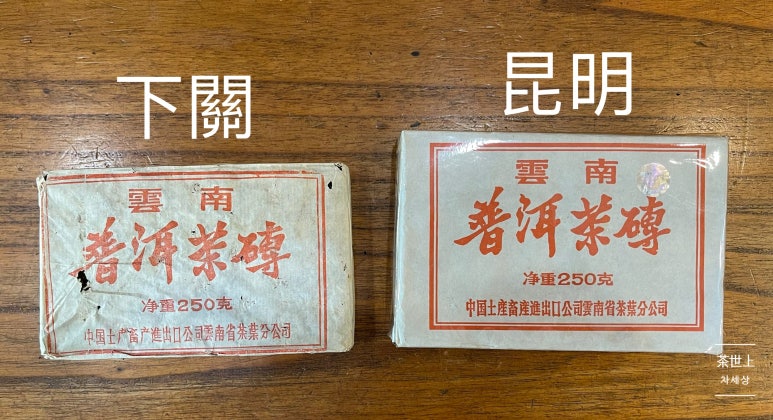 下關
雲南
普洱茶磚
净重250克
中国土产畜产進出口公司雲南省茶葉分公司
昆明
雲南
普洱茶磚
净重250克
中国土產畜產進出口公司雲南省茶葉分公司
茶世上
차세상